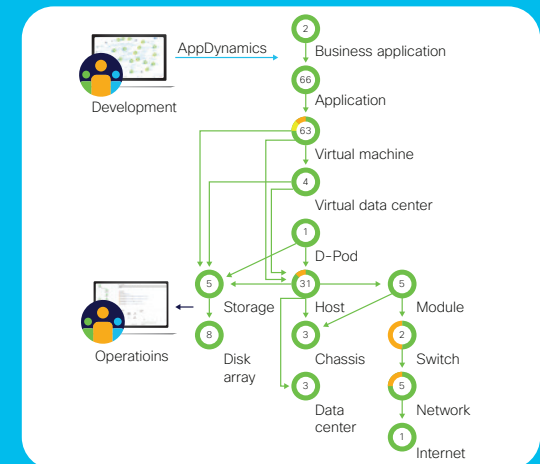 2
AppDynamics
Business application
66
Development
Application
63
Virtual machine
4
Virtual data center
1
D-Pod
5
31
5
Storage
Host
Module
8
3
2
Operatioins
Disk
array
Chassis
Switch
3
5
Data
center
Network
1
Internet